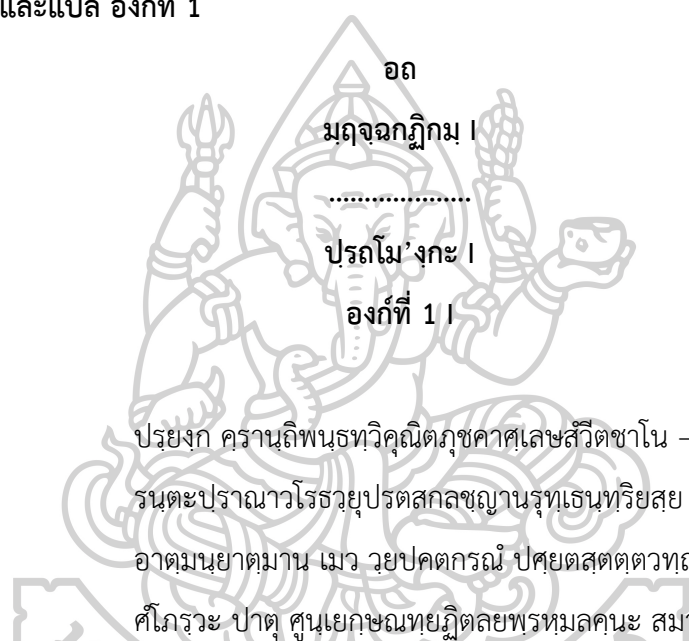 และแปล องก์ที่ 1
อถ
มฺฤจฺฉกฏิกมฺ ।
.....................
ปฺรถโม’งฺกะ ।
องก์ที่ 1 ।
ปรฺยงฺก คฺรานฺถิพนฺธทฺวิคุณิตภุชคาศฺเลษสํวีตชาโน –
รนฺตะปฺราณาวโรธวฺยุปรตสกลชฺญานรุทฺเธนฺทฺริยสฺย
อาตฺมนฺยาตฺมาน เมว วฺยปคตกรณํ ปศฺยตสฺตตฺตฺวทฺ
ศํโภรฺวะ ปาตุ ศูนฺเยกฺษณฆฏิตลยพฺรหฺมลคฺนะ